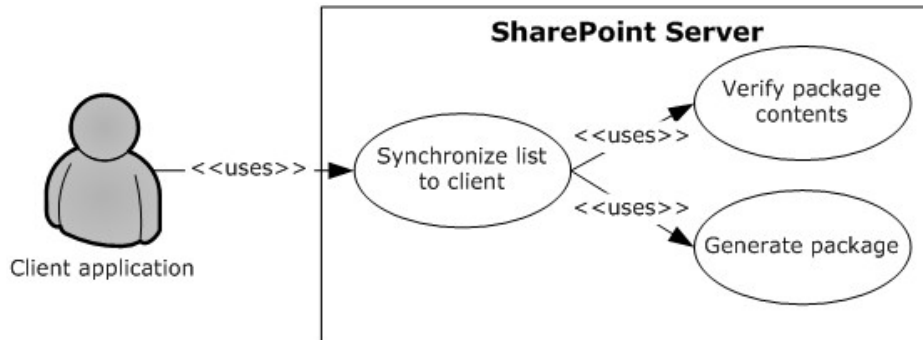 SharePoint Server
Verify package
contents
<<uses>>
<<uses>>
Synchronize list
to client
<<uses>>
Generate package
Client application